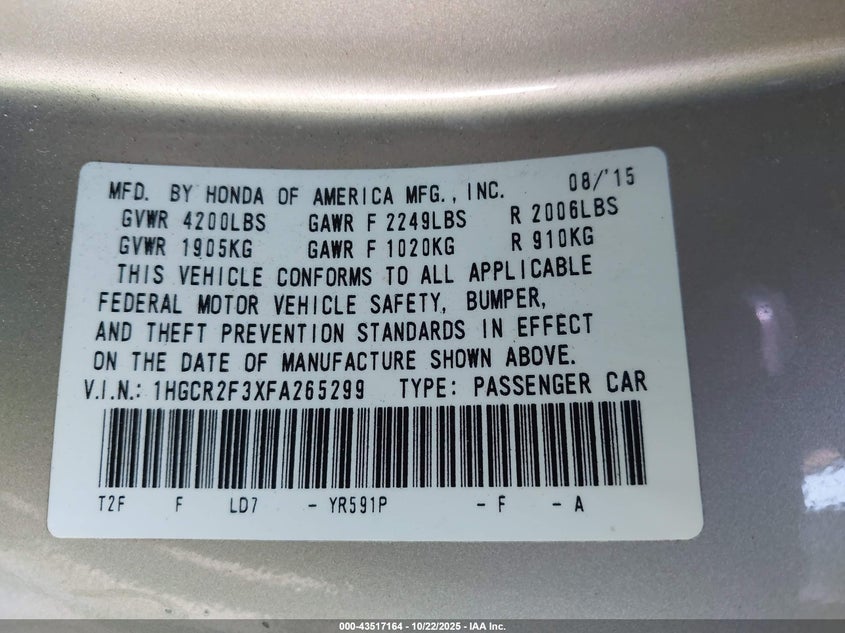 MFD. BY HONDA OF AMERICA MFG., INC. 08/'15
GVWR 4200LBS GAWR F 2249LBS R 2006LBS
GVWR 1905KG GAWR F 1020KG R 910KG
THIS VEHICLE CONFORMS TO ALL APPLICABLE
FEDERAL MOTOR VEHICLE SAFETY, BUMPER,
AND THEFT PREVENTION STANDARDS IN EFFECT
ON THE DATE OF MANUFACTURE SHOWN ABOVE.
V.I.N.: 1HGCR2F3XFA265299 TYPE: PASSENGER CAR
T2F F LD7 - YR591P - F - A
000-43517164 - 10/22/2025 - IAA Inc.